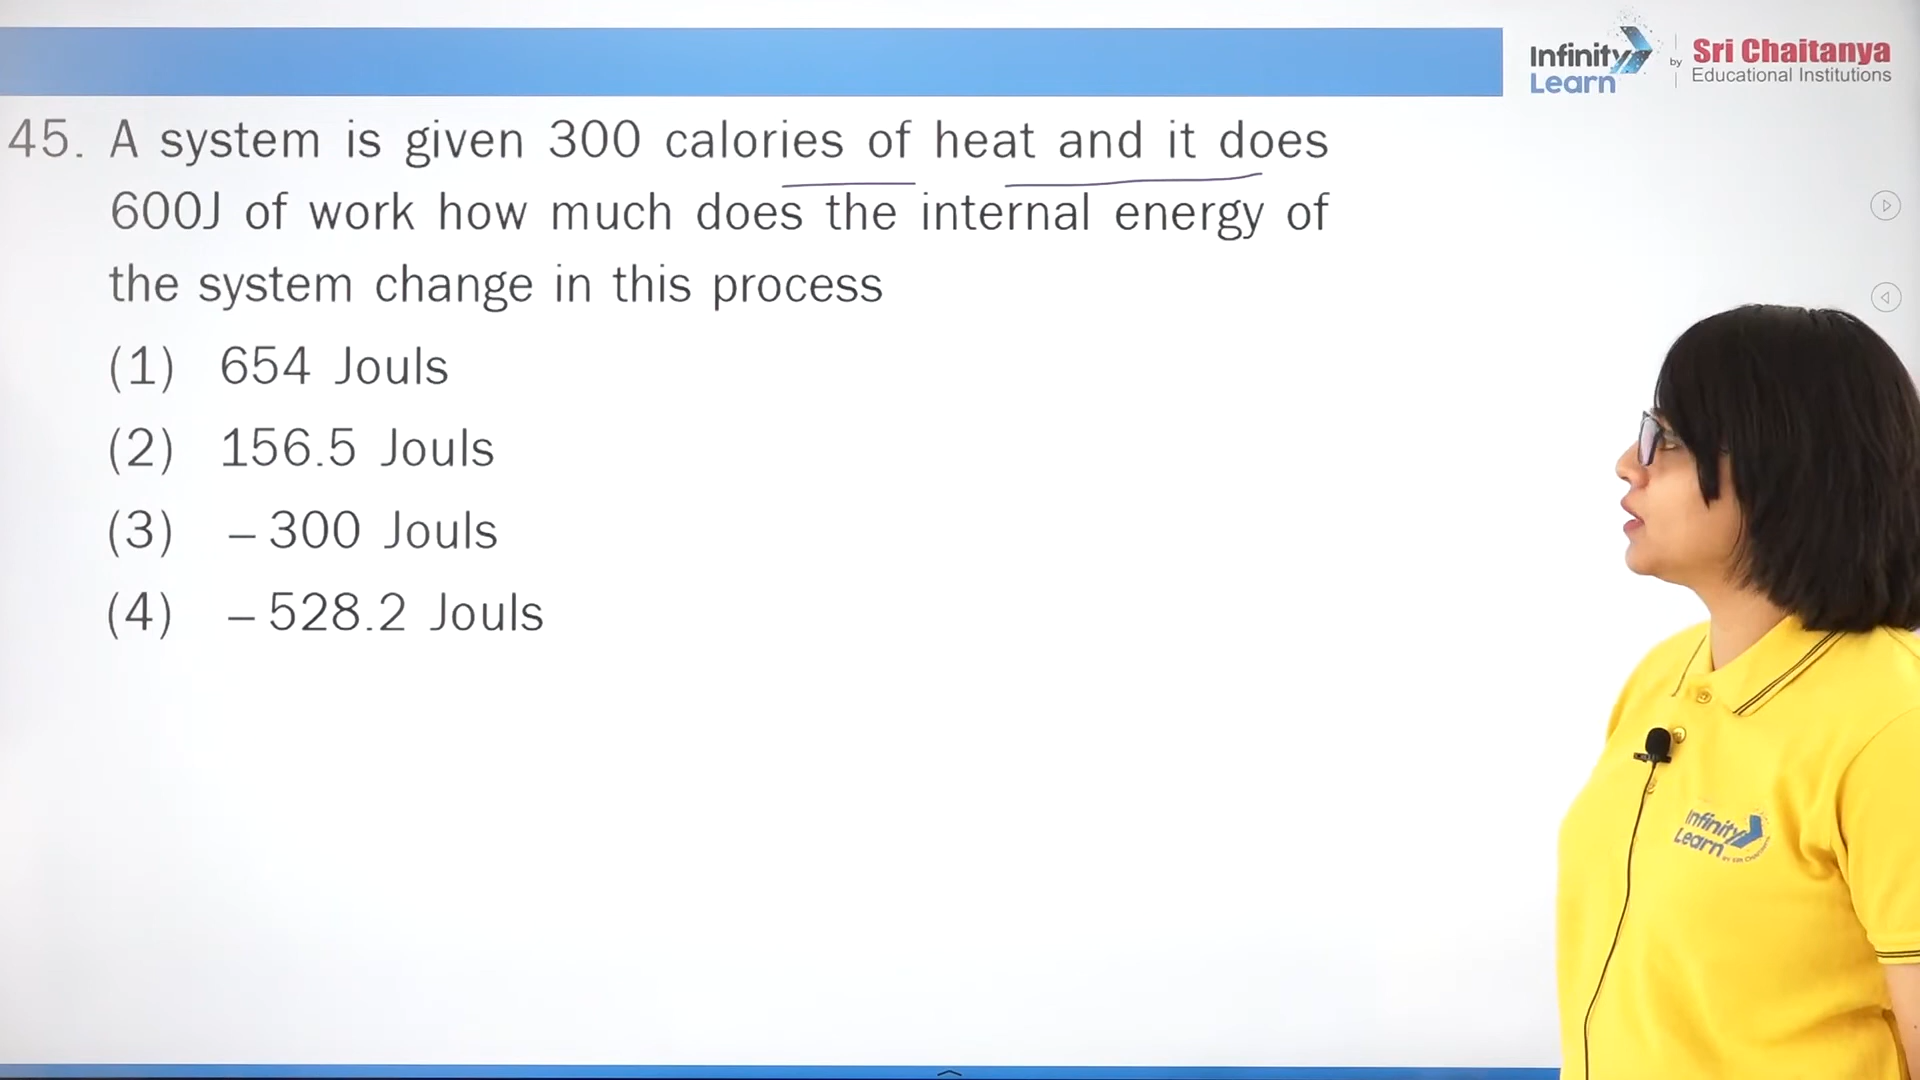 Infinity Learn by Sri Chaitanya Educational Institutions
45. A system is given 300 calories of heat and it does
600J of work how much does the internal energy of
the system change in this process
(1) 654 Jouls
(2) 156.5 Jouls
(3) – 300 Jouls
(4) – 528.2 Jouls
Infinity
Learn